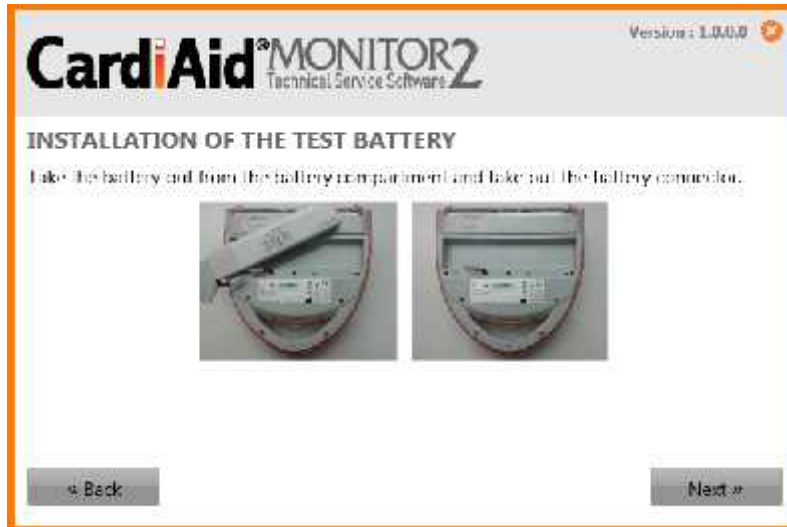 CardiAid® MONITOR2
Technical Service Software
Version : 1.0.0.0
INSTALLATION OF THE TEST BATTERY
Take the battery out from the battery compartment and take out the battery connector.
« Back
Next »